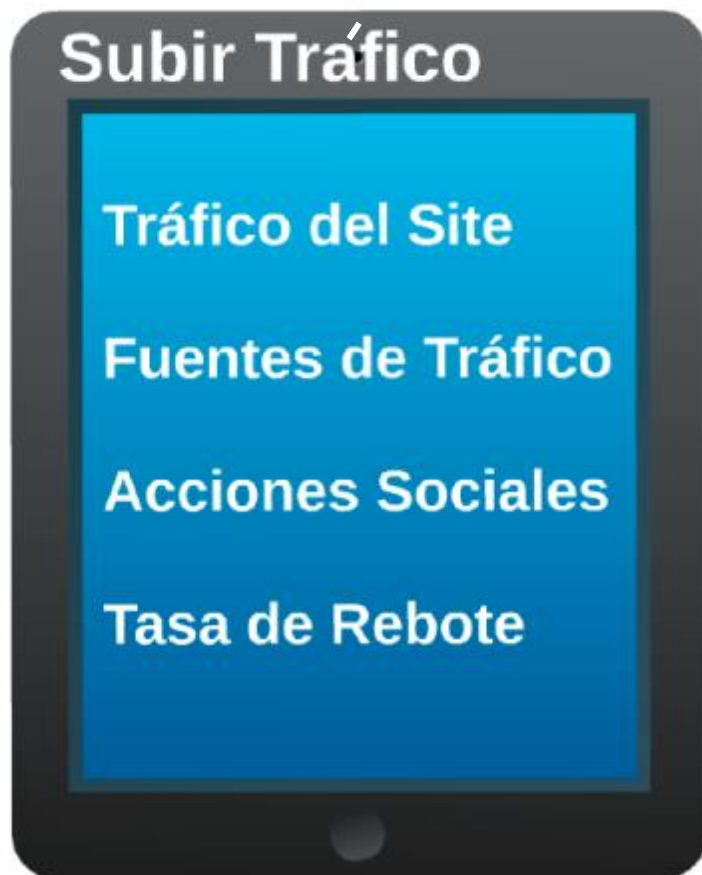 Subir Tráfico
Tráfico del Site
Fuentes de Tráfico
Acciones Sociales
Tasa de Rebote